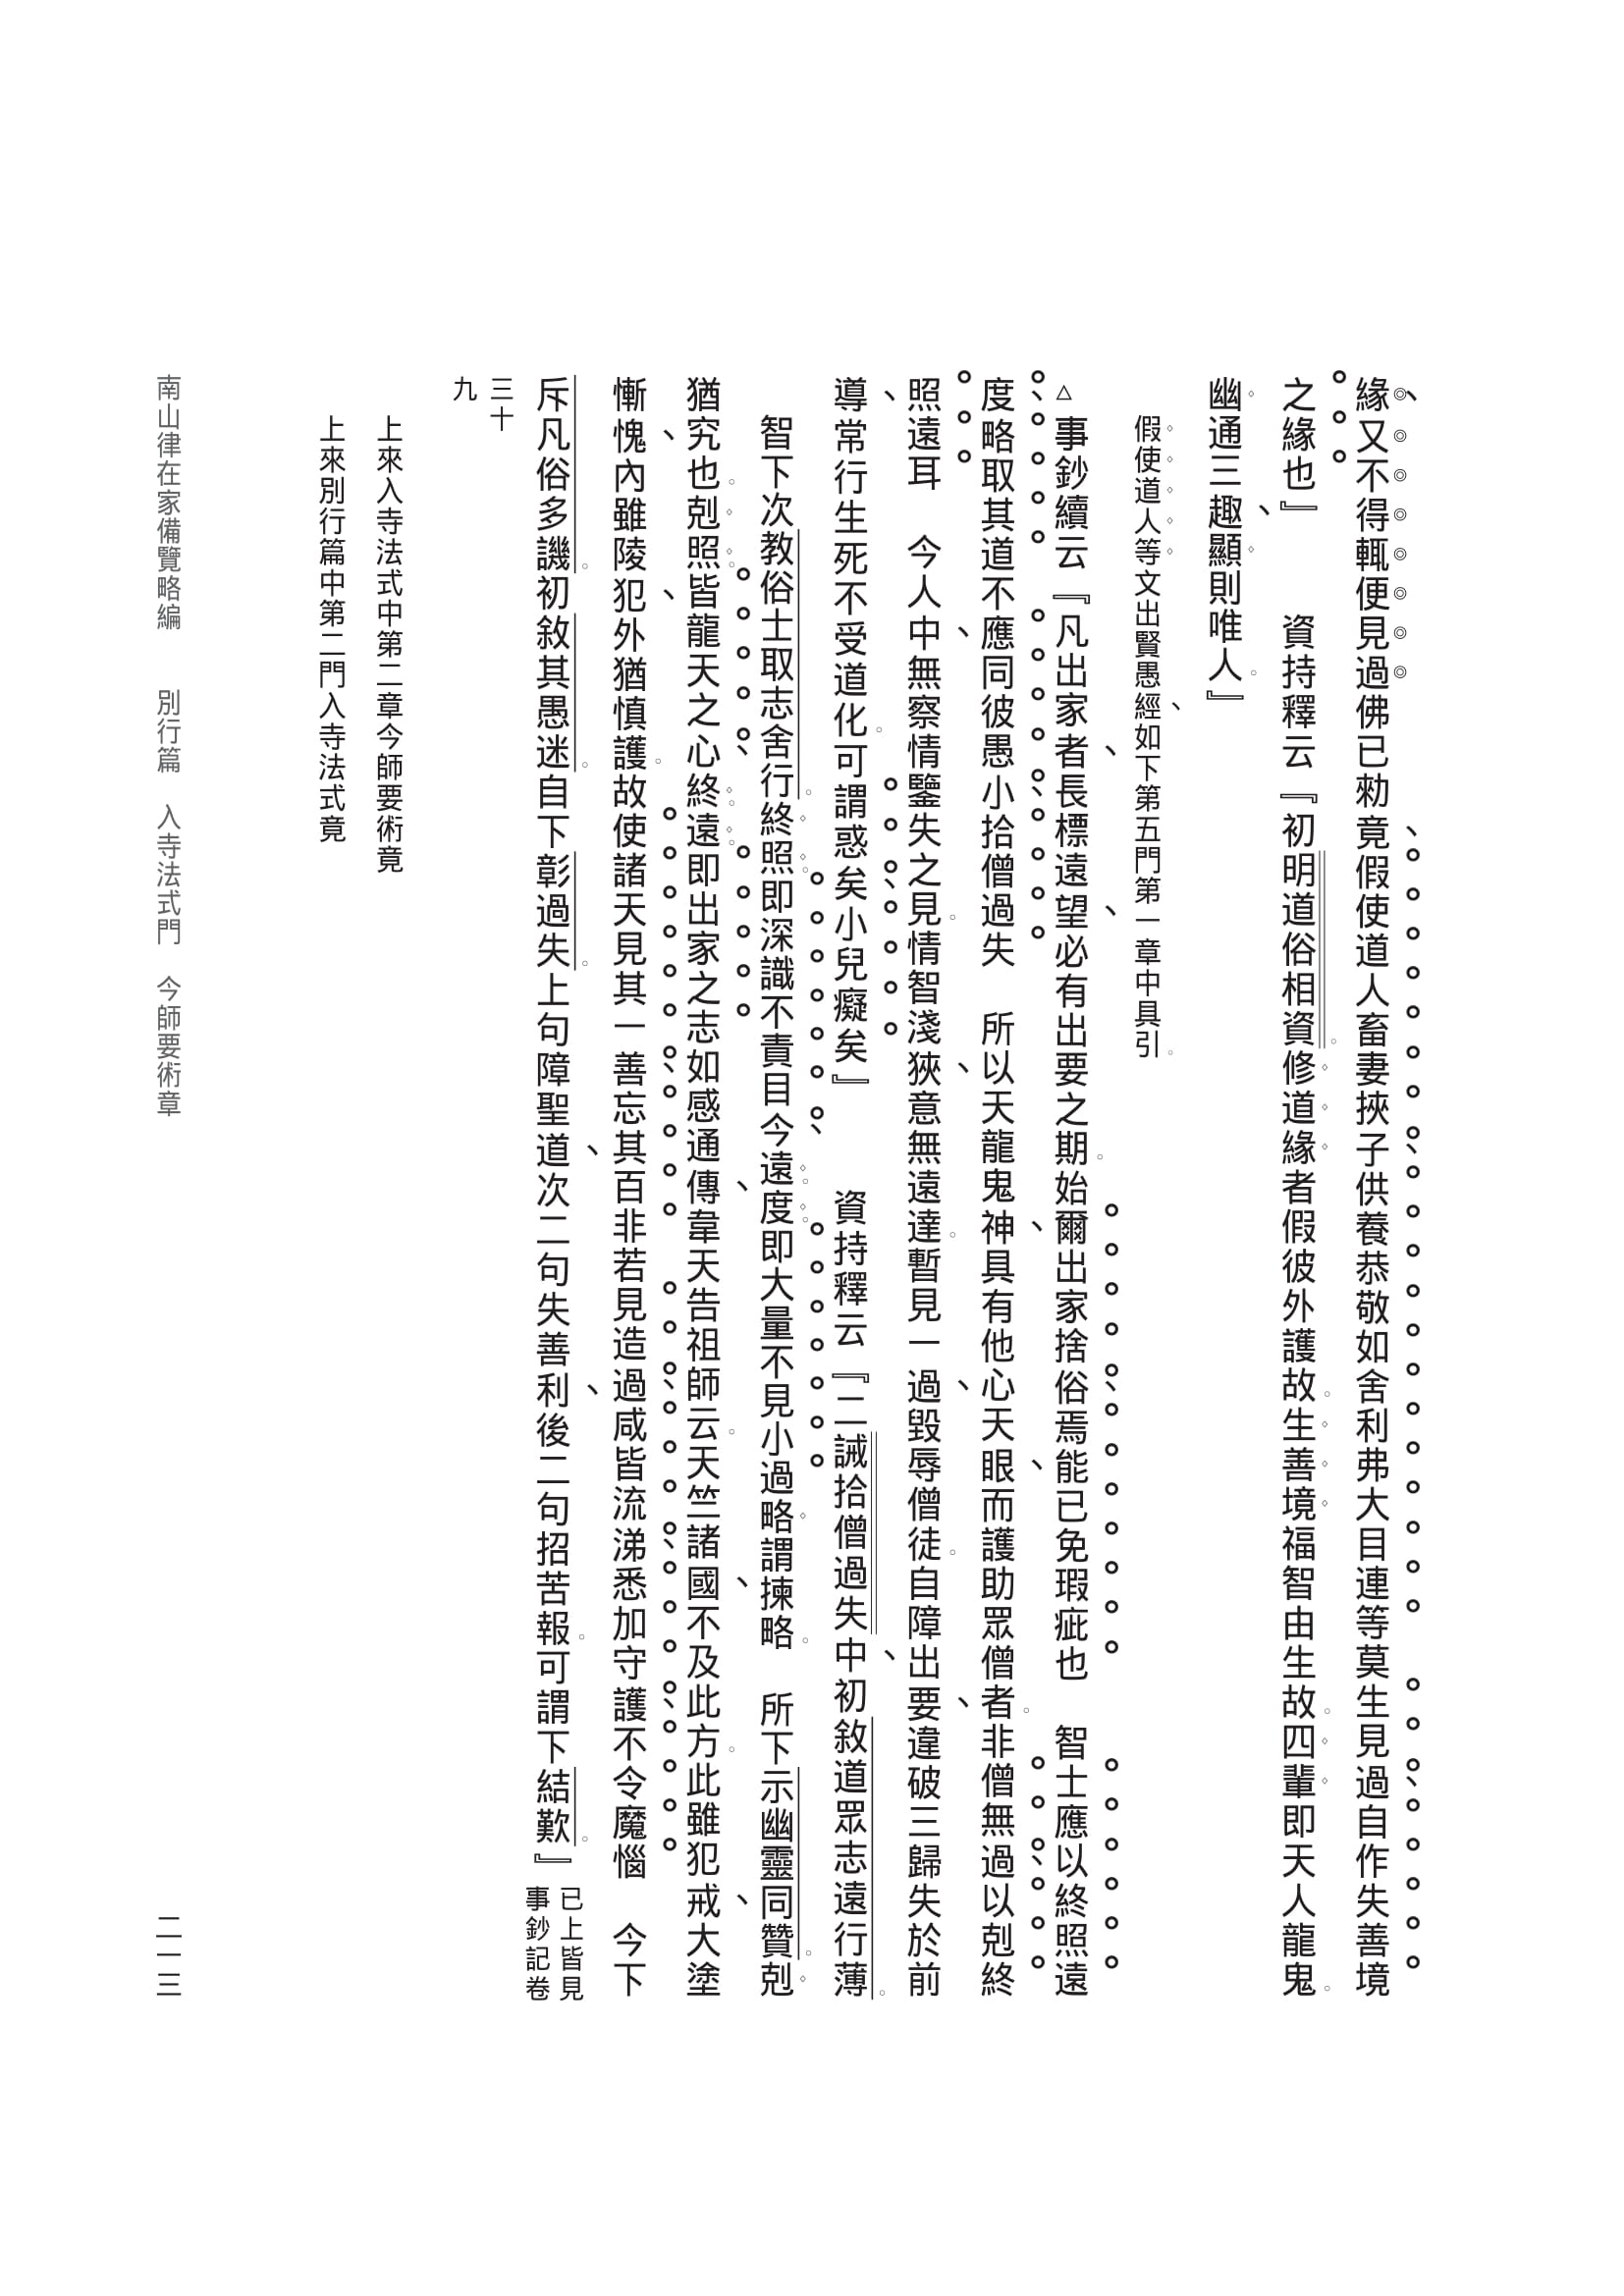 緣、又不得輒便見過佛已勑竟、假使道人畜妻挾子、供養恭敬如舍利弗大目連等莫生見過、自作失善境
之緣也』　資持釋云『初明道俗相資。修道緣者假彼外護故。生善境福智由生故。四輩即天人龍鬼。
幽通三趣、顯則唯人。』
假使道人等文出賢愚經、如下第五門第一章中具引。
△事鈔續云『凡出家者、長標遠望、必有出要之期。始爾出家捨俗、焉能已免瑕疵也　智士應以終照遠
度、略取其道不應同彼愚小、拾僧過失　所以天龍鬼神、具有他心天眼、而護助眾僧者。非僧無過、以剋終
照遠耳　今人中、無察情鑒失之見。情智淺狹、意無遠達。暫見一過、毀辱僧徒。自障出要、違破三歸失於前
導、常行生死不受道化。可謂惑矣、小兒癡矣』　資持釋云『二誡拾僧過失中、初敘道眾志遠行薄。
智下次教俗士取志舍行。終照即深識不責目今、遠度即大量不見小過略謂揀略。　所下示幽靈同贊。剋
猶究也。剋照皆龍天之心、終遠即出家之志如感通傳、韋天告祖師云。天竺諸國、不及此方。此雖犯戒、大塗
慚愧、內雖陵犯、外猶慎護。故使諸天見其一善、忘其百非若見造過、咸皆流涕、悉加守護、不令魔惱　今下
斥凡俗多譏。初敘其愚迷。自下彰過失。上句障聖道、次二句失善利、後二句招苦報。可謂下結歎。』已上皆見
事鈔記卷
三十
九
上來入寺法式中第二章今師要術竟
上來別行篇中第二門入寺法式竟
南山律在家備覽略編　別行篇　入寺法式門　今師要術章
二一三